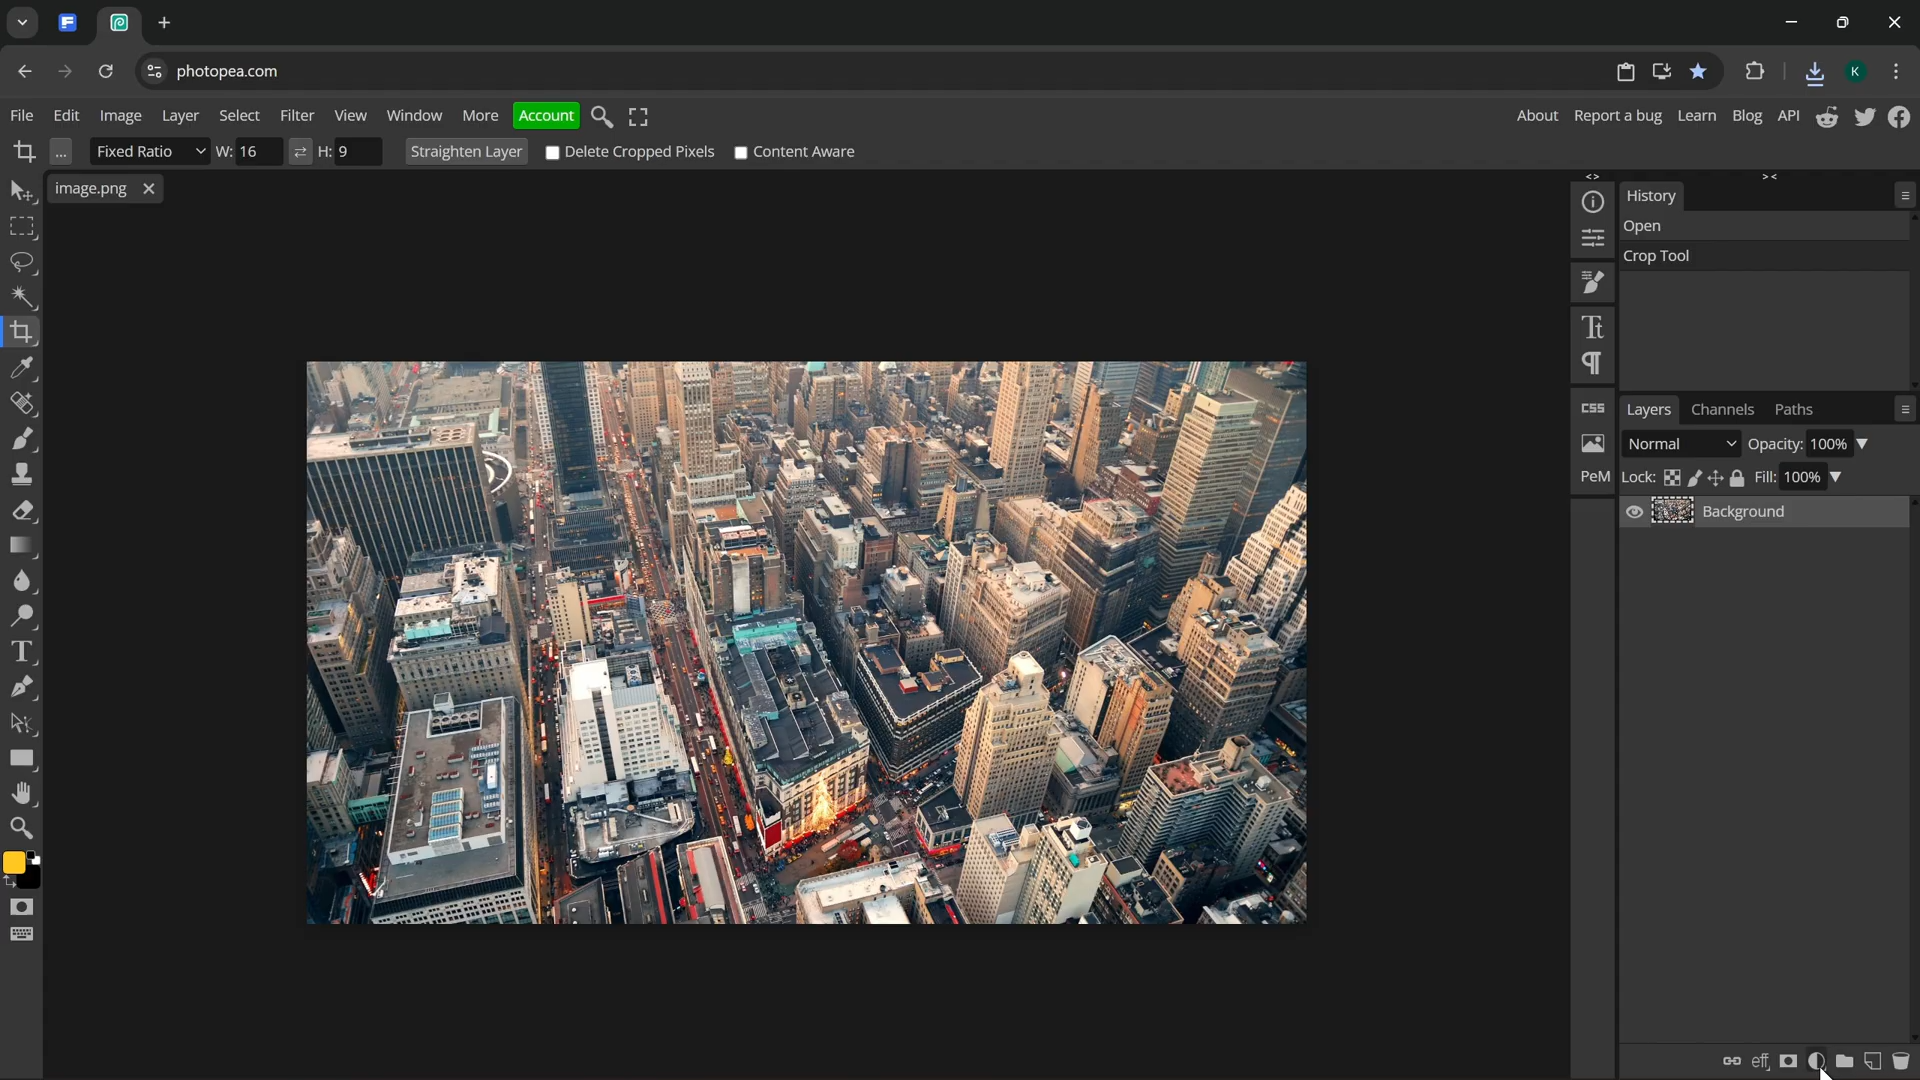 photopea.com
K
File Edit Image Layer Select Filter View Window More Account
About Report a bug Learn Blog API
... Fixed Ratio W: 16 H: 9 Straighten Layer Delete Cropped Pixels Content Aware
image.png
<> ><
History
Open
Crop Tool
CSS
PeM
Layers Channels Paths
Normal Opacity: 100%
Lock: Fill: 100%
Background
eff